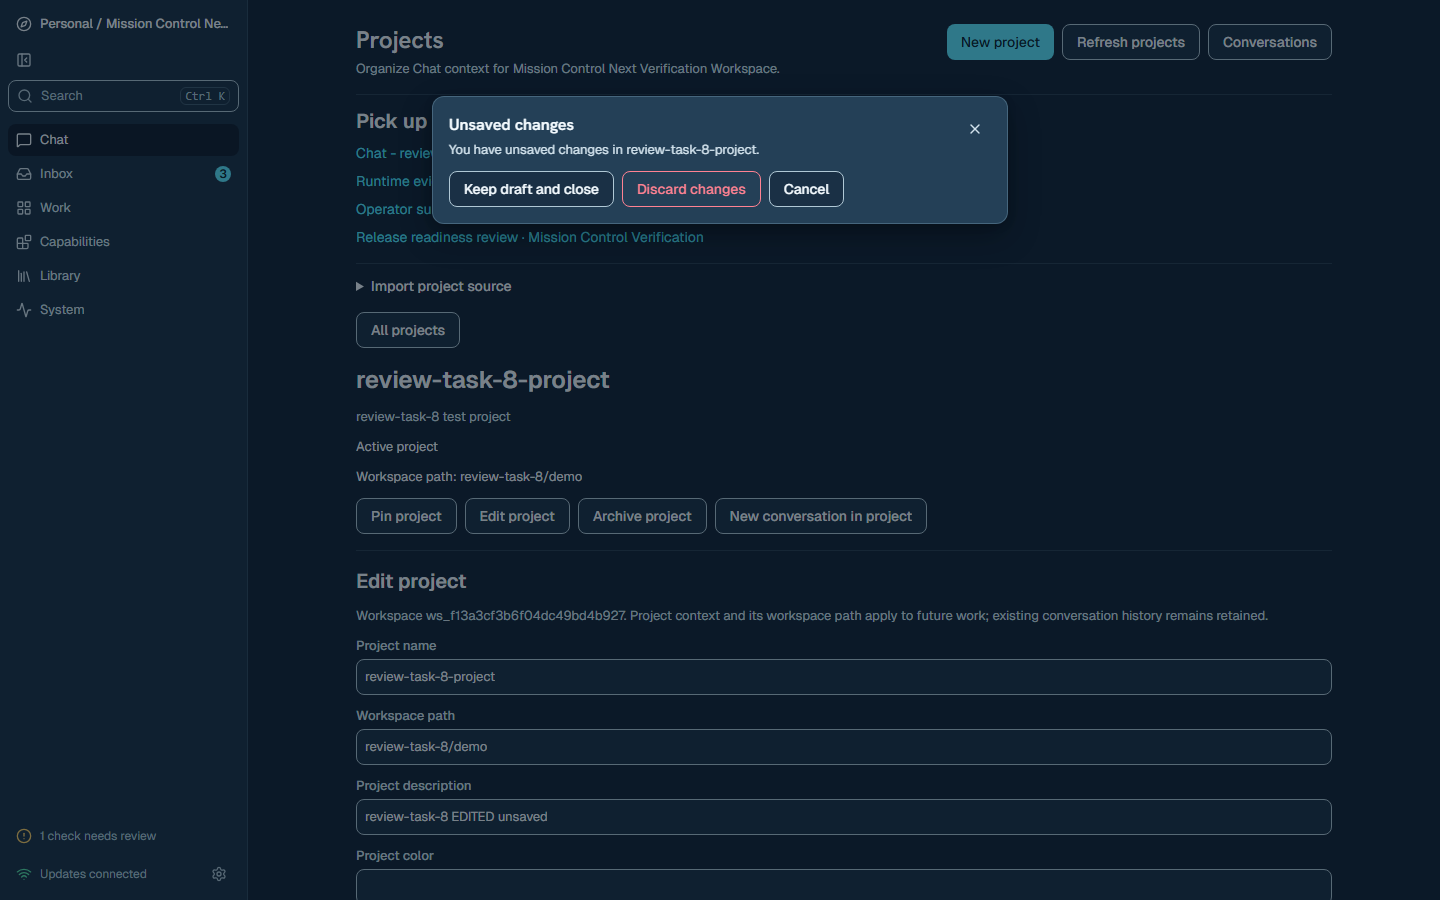 Personal / Mission Control Ne...
Search
Ctrl K
Chat
Inbox
3
Work
Capabilities
Library
System
1 check needs review
Updates connected
Projects
Organize Chat context for Mission Control Next Verification Workspace.
New project
Refresh projects
Conversations
Pick up
Chat - review
Runtime evi
Operator su
Release readiness review · Mission Control Verification
Unsaved changes
You have unsaved changes in review-task-8-project.
Keep draft and close
Discard changes
Cancel
Import project source
All projects
review-task-8-project
review-task-8 test project
Active project
Workspace path: review-task-8/demo
Pin project
Edit project
Archive project
New conversation in project
Edit project
Workspace ws_f13a3cf3b6f04dc49bd4b927. Project context and its workspace path apply to future work; existing conversation history remains retained.
Project name
review-task-8-project
Workspace path
review-task-8/demo
Project description
review-task-8 EDITED unsaved
Project color